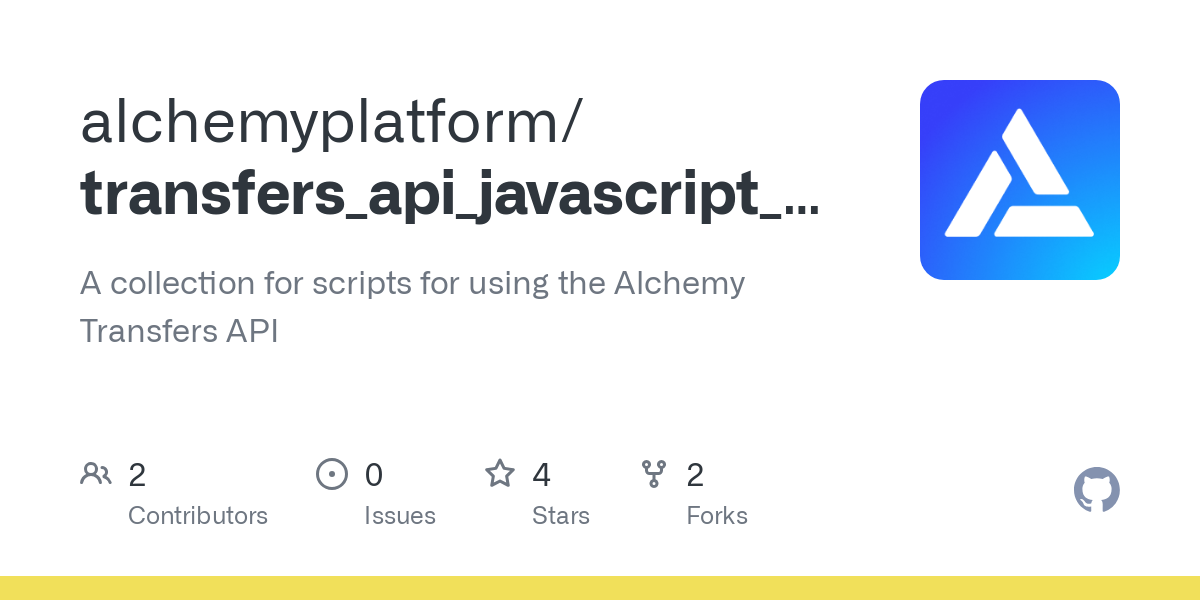 alchemyplatform/
transfers_api_javascript_...
A collection for scripts for using the Alchemy
Transfers API
2
Contributors
0
Issues
4
Stars
2
Forks